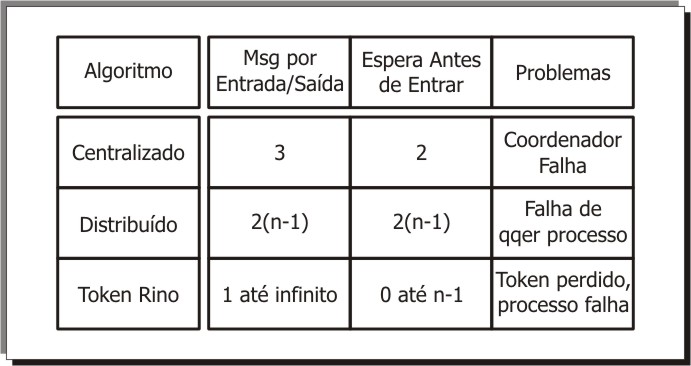 Algoritmo
Msg por
Entrada/Saída
Espera Antes
de Entrar
Problemas
Centralizado
3
2
Coordenador
Falha
Distribuído
2(n-1)
2(n-1)
Falha de
qqer processo
Token Rino
1 até infinito
0 até n-1
Token perdido,
processo falha